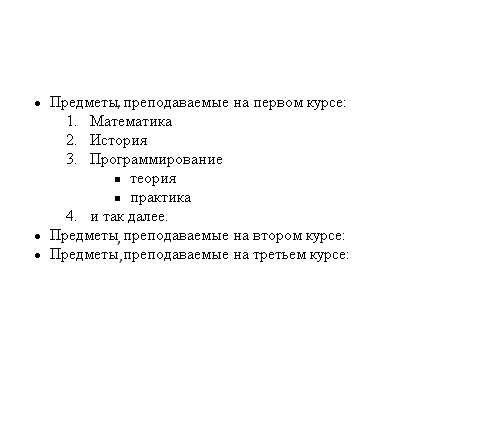 • Предметы, преподаваемые на первом курсе:
1. Математика
2. История
3. Программирование
▪ теория
▪ практика
4. и так далее.
• Предметы, преподаваемые на втором курсе:
• Предметы, преподаваемые на третьем курсе: